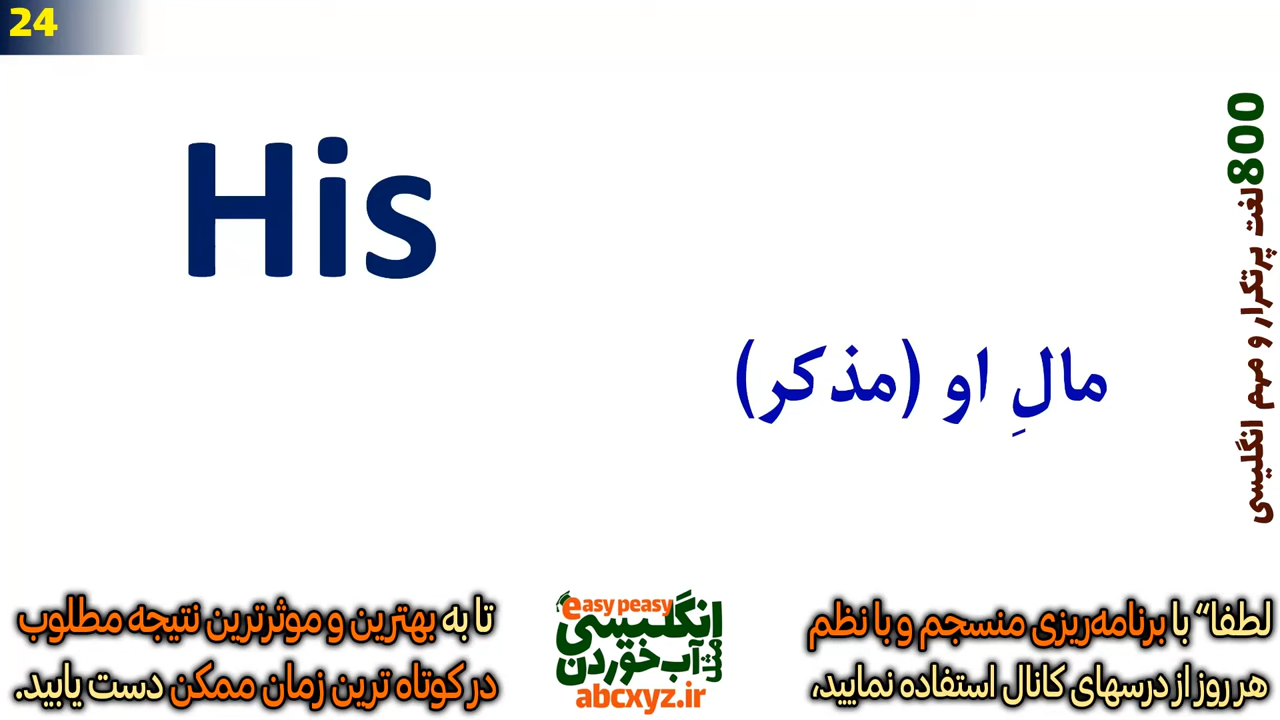 24
His
مالِ او (مذکر)
800 لغت پرتکرار و مهم انگلیسی
لطفا“ با برنامه‌ریزی منسجم و با نظم
هر روز از درسهای کانال استفاده نمایید،
تا به بهترین و موثرترین نتیجه مطلوب
در کوتاه ترین زمان ممکن دست یابید.
easy peasy
انگلیسی
مثل آب خوردن
abcxyz.ir